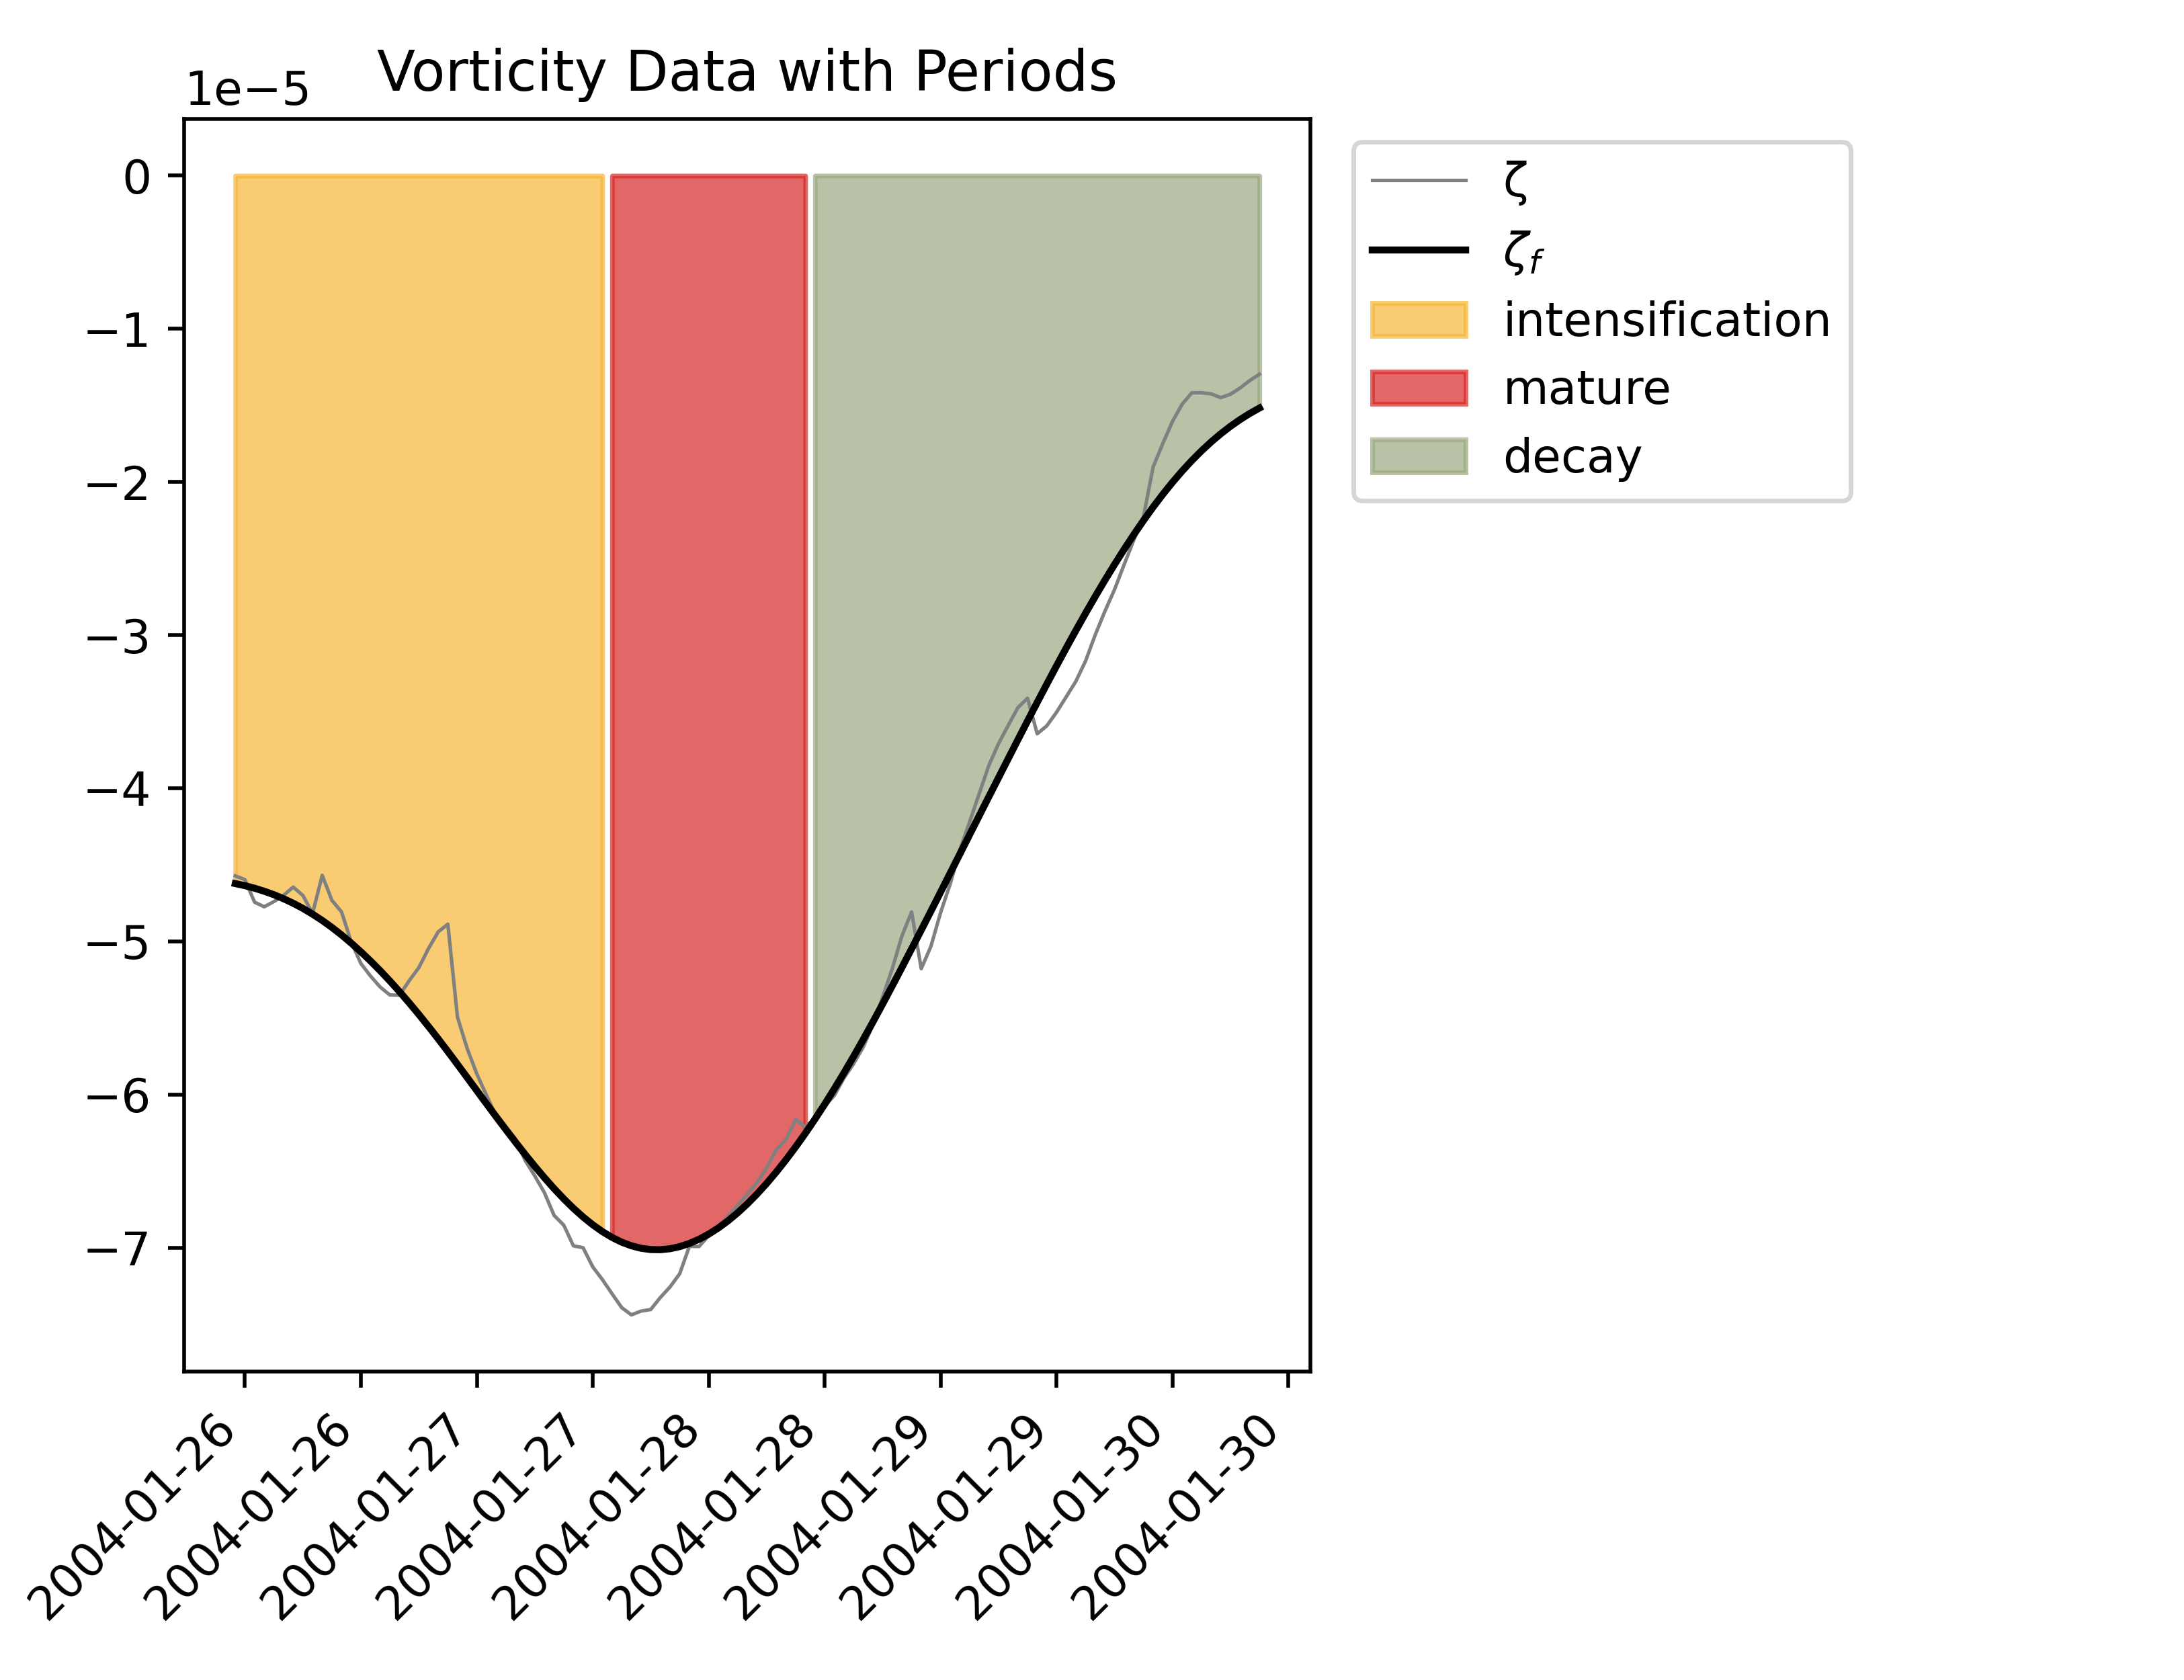 Vorticity Data with Periods
1e−5
0
−1
−2
−3
−4
−5
−6
−7
2004-01-26
2004-01-26
2004-01-27
2004-01-27
2004-01-28
2004-01-28
2004-01-29
2004-01-29
2004-01-30
2004-01-30
ζ
ζf
intensification
mature
decay